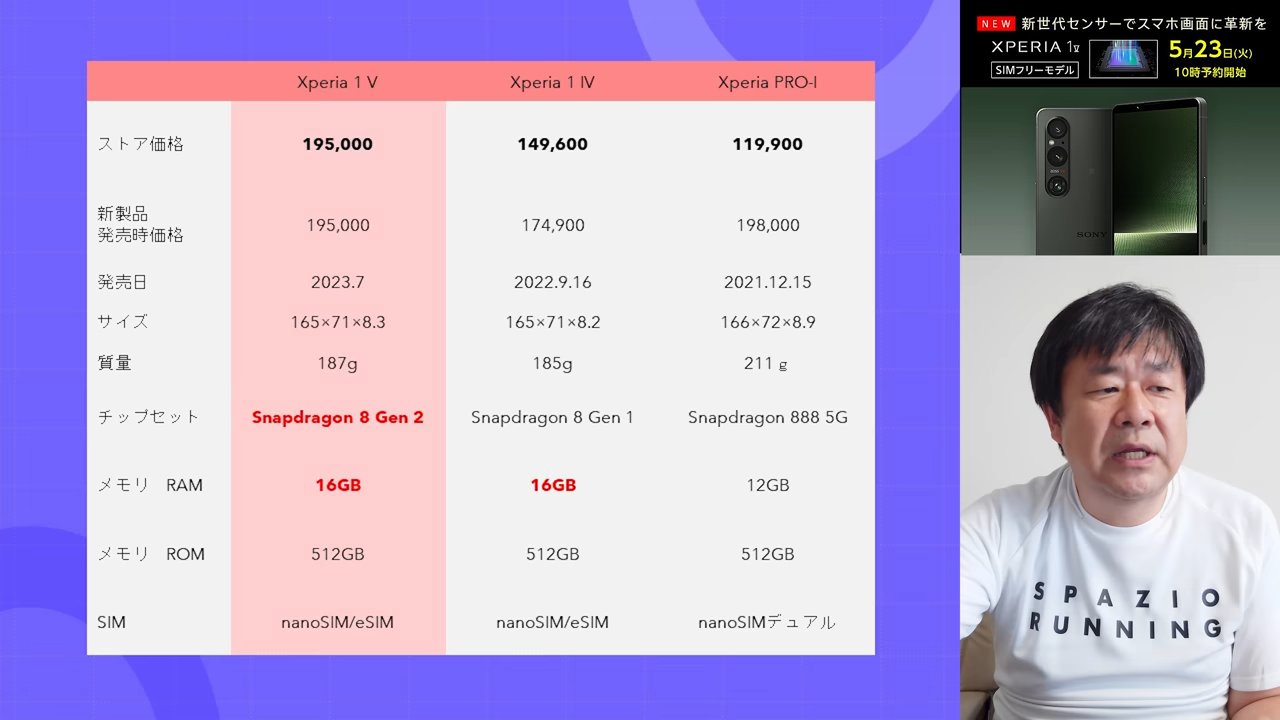 Xperia 1 V Xperia 1 IV Xperia PRO-I
ストア価格 195,000 149,600 119,900
新製品
発売時価格 195,000 174,900 198,000
発売日 2023.7 2022.9.16 2021.12.15
サイズ 165×71×8.3 165×71×8.2 166×72×8.9
質量 187g 185g 211ｇ
チップセット Snapdragon 8 Gen 2 Snapdragon 8 Gen 1 Snapdragon 888 5G
メモリ　RAM 16GB 16GB 12GB
メモリ　ROM 512GB 512GB 512GB
SIM nanoSIM/eSIM nanoSIM/eSIM nanoSIMデュアル
NEW 新世代センサーでスマホ画面に革新を
XPERIA 1 V
SIMフリーモデル
5月23日(火)
10時予約開始
SONY
SPAZIO
RUNNING